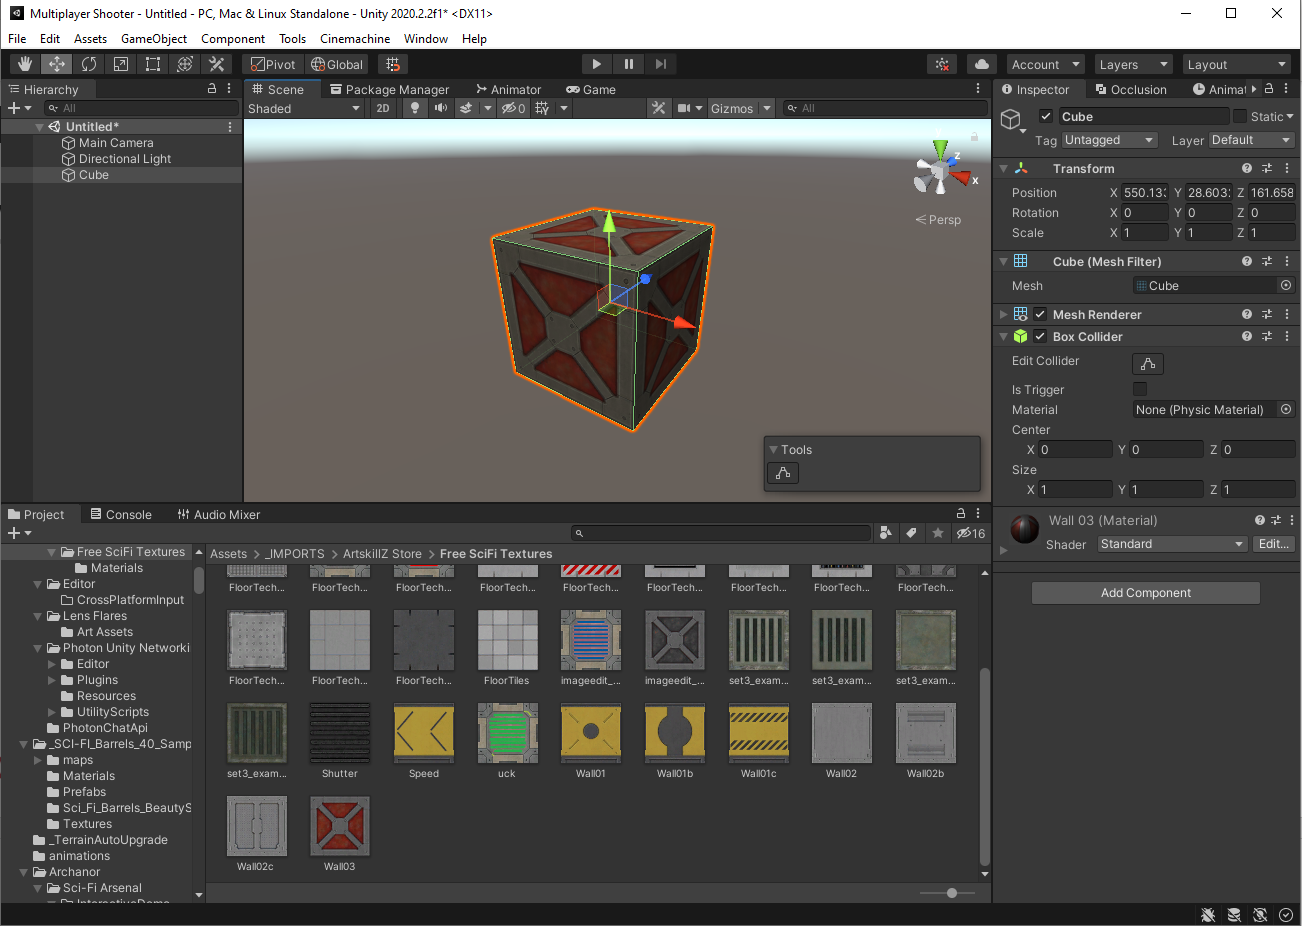 Multiplayer Shooter - Untitled - PC, Mac & Linux Standalone - Unity 2020.2.2f1* <DX11>
File Edit Assets GameObject Component Tools Cinemachine Window Help
Pivot Global Account Layers Layout
Hierarchy
All
Untitled*
Main Camera
Directional Light
Cube
Scene Package Manager Animator Game
Shaded 2D 0 Gizmos All
z
x
Persp
Tools
Inspector Occlusion Animat
Cube Static
Tag Untagged Layer Default
Transform
Position X 550.133 Y 28.603 Z 161.658
Rotation X 0 Y 0 Z 0
Scale X 1 Y 1 Z 1
Cube (Mesh Filter)
Mesh Cube
Mesh Renderer
Box Collider
Edit Collider
Is Trigger
Material None (Physic Material)
Center
X 0 Y 0 Z 0
Size
X 1 Y 1 Z 1
Wall 03 (Material)
Shader Standard Edit...
Add Component
Project Console Audio Mixer
16
Free SciFi Textures
Materials
Editor
CrossPlatformInput
Lens Flares
Art Assets
Photon Unity Networki
Editor
Plugins
Resources
UtilityScripts
PhotonChatApi
_SCI-FI_Barrels_40_Samp
maps
Materials
Prefabs
Sci_Fi_Barrels_BeautyS
Textures
_TerrainAutoUpgrade
animations
Archanor
Sci-Fi Arsenal
InteractiveDemo
Assets > _IMPORTS > ArtskillZ Store > Free SciFi Textures
FloorTech... FloorTech... FloorTech... FloorTech... FloorTech... FloorTech... FloorTech... FloorTech... FloorTech...
FloorTech... FloorTech... FloorTech... FloorTiles imageedit_... imageedit_... set3_exam... set3_exam... set3_exam...
set3_exam... Shutter Speed uck Wall01 Wall01b Wall01c Wall02 Wall02b
Wall02c Wall03